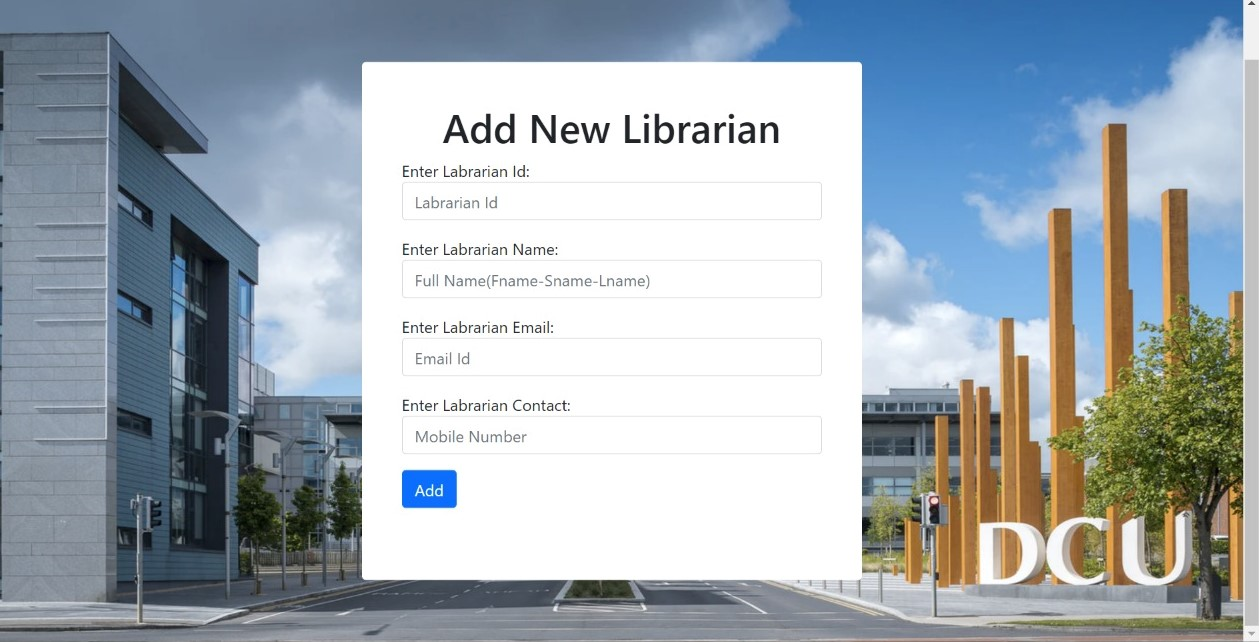 Add New Librarian
Enter Labrarian Id:
Labrarian Id
Enter Labrarian Name:
Full Name(Fname-Sname-Lname)
Enter Labrarian Email:
Email Id
Enter Labrarian Contact:
Mobile Number
Add
DCU